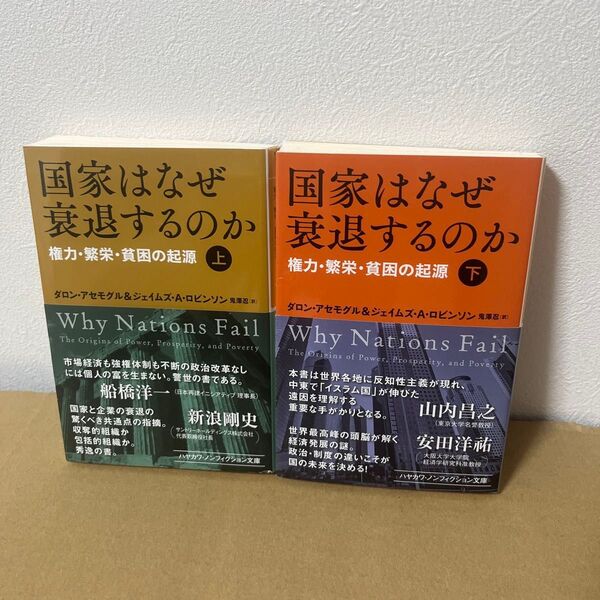 国家はなぜ
衰退するのか
権力・繁栄・貧困の起源 上
ダロン・アセモグル&ジェイムズ・A・ロビンソン 鬼澤忍[訳]
Why Nations Fail
The Origins of Power, Prosperity, and Poverty
市場経済も強権体制も不断の政治改革なし
には個人の富を生まない。警世の書である。
船橋洋一(日本再建イニシアティブ 理事長)
国家と企業の衰退の
驚くべき共通点の指摘。
収奪的組織か
包括的組織か。
秀逸の書。
新浪剛史
(サントリーホールディングス株式会社
代表取締役社長)
ハヤカワ・ノンフィクション文庫
国家はなぜ
衰退するのか
権力・繁栄・貧困の起源 下
ダロン・アセモグル&ジェイムズ・A・ロビンソン 鬼澤忍[訳]
Why Nations Fail
The Origins of Power, Prosperity, and Poverty
本書は世界各地に反知性主義が現れ、
中東で「イスラム国」が伸びた
遠因を理解する
重要な手がかりとなる。
山内昌之
(東京大学名誉教授)
世界最高峰の頭脳が解く
経済発展の謎
政治・制度の違いこそが
国の未来を決める!
安田洋祐
(大阪大学大学院
経済学研究科准教授)
ハヤカワ・ノンフィクション文庫